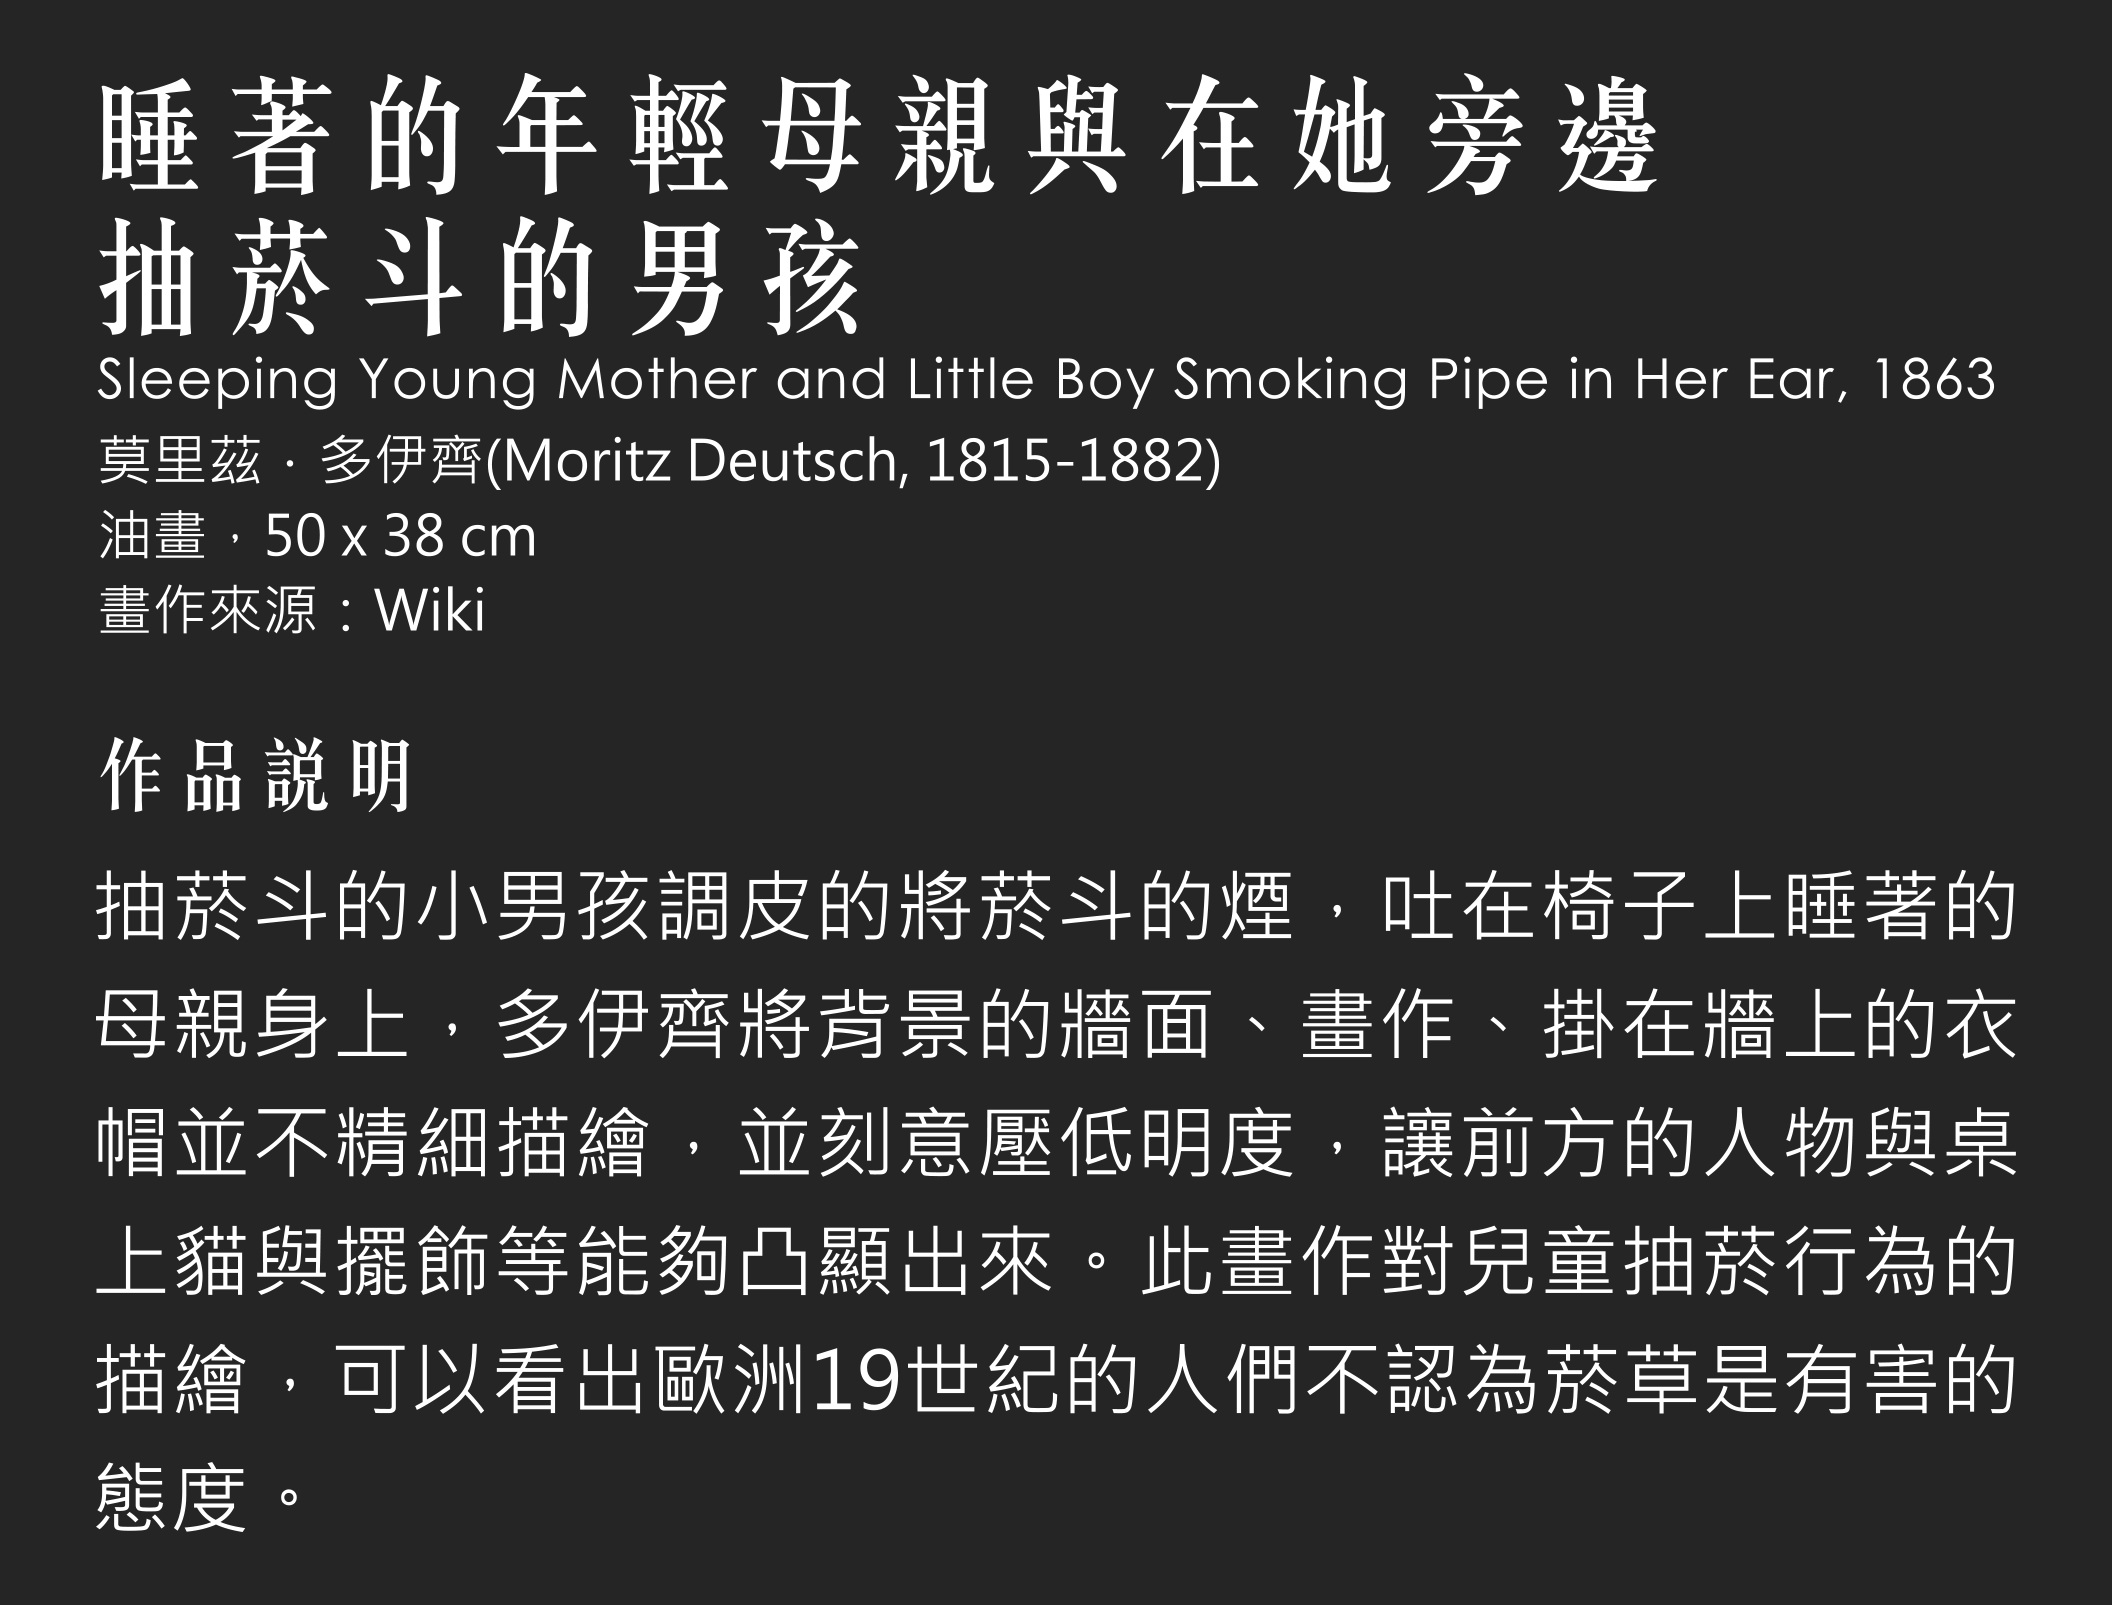 睡著的年輕母親與在她旁邊
抽菸斗的男孩
Sleeping Young Mother and Little Boy Smoking Pipe in Her Ear, 1863
莫里茲．多伊齊(Moritz Deutsch, 1815-1882)
油畫，50 x 38 cm
畫作來源：Wiki
作品説明
抽菸斗的小男孩調皮的將菸斗的煙，吐在椅子上睡著的
母親身上，多伊齊將背景的牆面、畫作、掛在牆上的衣
帽並不精細描繪，並刻意壓低明度，讓前方的人物與桌
上貓與擺飾等能夠凸顯出來。此畫作對兒童抽菸行為的
描繪，可以看出歐洲19世紀的人們不認為菸草是有害的
態度。